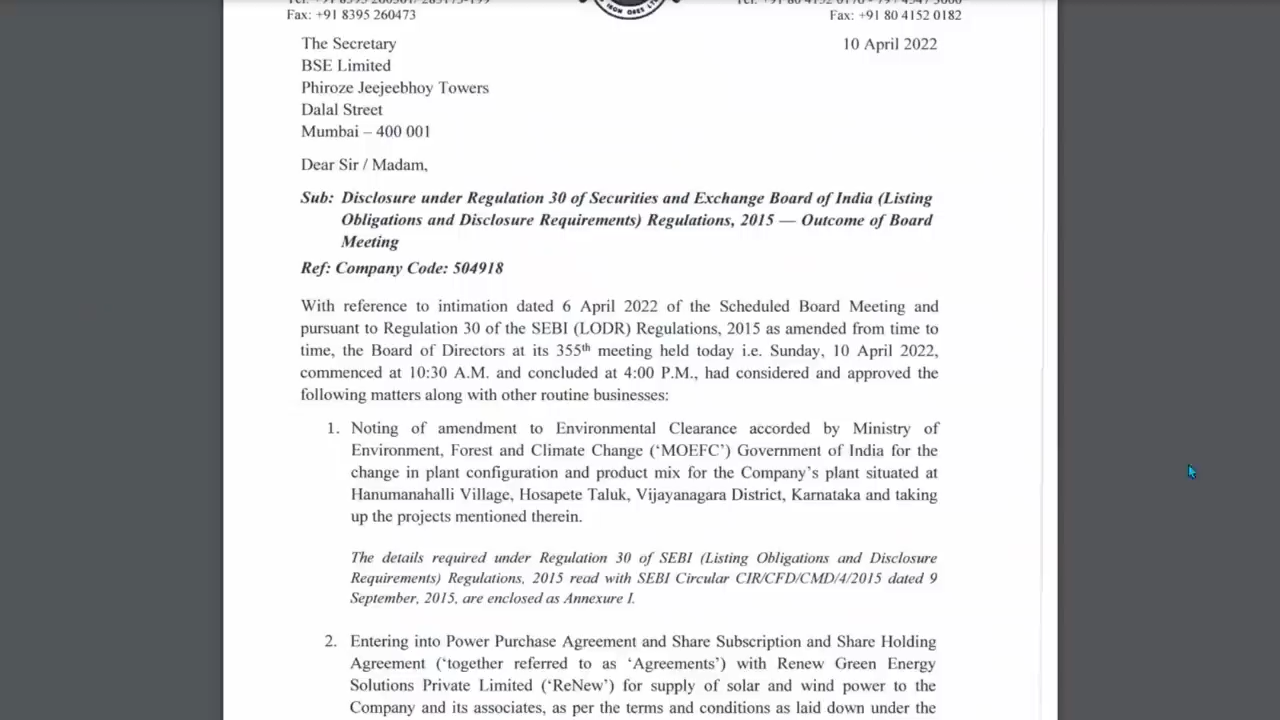 Fax: +91 8395 260473
Fax: +91 80 4152 0182
IRON ORES
The Secretary
10 April 2022
BSE Limited
Phiroze Jeejeebhoy Towers
Dalal Street
Mumbai – 400 001
Dear Sir / Madam,
Sub: Disclosure under Regulation 30 of Securities and Exchange Board of India (Listing
Obligations and Disclosure Requirements) Regulations, 2015 — Outcome of Board
Meeting
Ref: Company Code: 504918
With reference to intimation dated 6 April 2022 of the Scheduled Board Meeting and
pursuant to Regulation 30 of the SEBI (LODR) Regulations, 2015 as amended from time to
time, the Board of Directors at its 355th meeting held today i.e. Sunday, 10 April 2022,
commenced at 10:30 A.M. and concluded at 4:00 P.M., had considered and approved the
following matters along with other routine businesses:
1. Noting of amendment to Environmental Clearance accorded by Ministry of
Environment, Forest and Climate Change (‘MOEFC’) Government of India for the
change in plant configuration and product mix for the Company’s plant situated at
Hanumanahalli Village, Hosapete Taluk, Vijayanagara District, Karnataka and taking
up the projects mentioned therein.
The details required under Regulation 30 of SEBI (Listing Obligations and Disclosure
Requirements) Regulations, 2015 read with SEBI Circular CIR/CFD/CMD/4/2015 dated 9
September, 2015, are enclosed as Annexure I.
2. Entering into Power Purchase Agreement and Share Subscription and Share Holding
Agreement (‘together referred to as ‘Agreements’) with Renew Green Energy
Solutions Private Limited (‘ReNew’) for supply of solar and wind power to the
Company and its associates, as per the terms and conditions as laid down under the